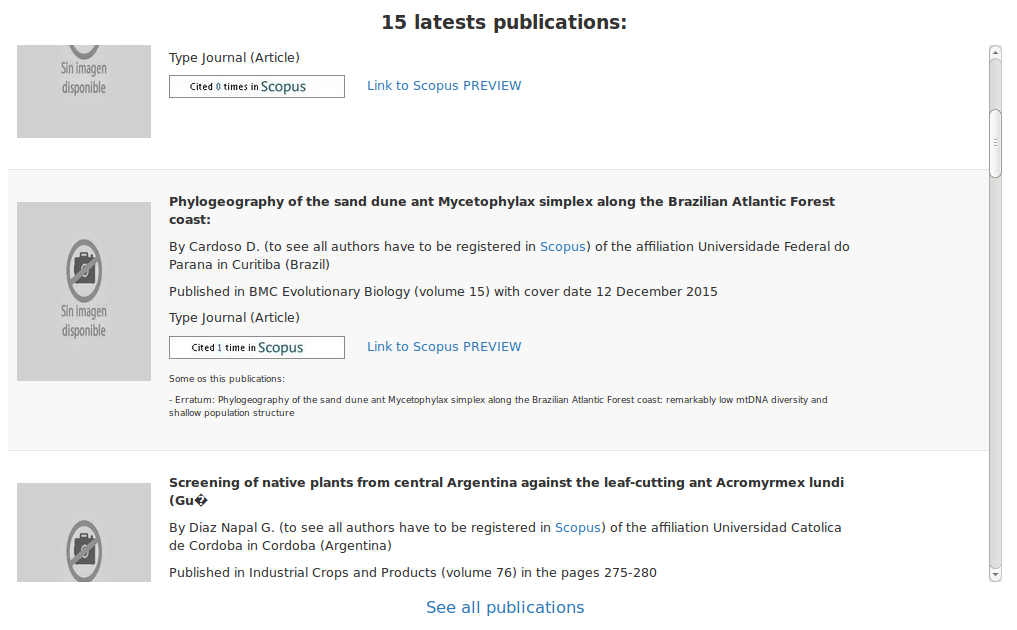 15 latests publications:
Sin imagen
disponible
Type Journal (Article)
Cited 0 times in Scopus
Link to Scopus PREVIEW
Phylogeography of the sand dune ant Mycetophylax simplex along the Brazilian Atlantic Forest
coast:
By Cardoso D. (to see all authors have to be registered in Scopus) of the affiliation Universidade Federal do
Parana in Curitiba (Brazil)
Published in BMC Evolutionary Biology (volume 15) with cover date 12 December 2015
Type Journal (Article)
Sin imagen
disponible
Cited 1 time in Scopus
Link to Scopus PREVIEW
Some os this publications:
- Erratum: Phylogeography of the sand dune ant Mycetophylax simplex along the Brazilian Atlantic Forest coast: remarkably low mtDNA diversity and
shallow population structure
Screening of native plants from central Argentina against the leaf-cutting ant Acromyrmex lundi
(Gu�
By Diaz Napal G. (to see all authors have to be registered in Scopus) of the affiliation Universidad Catolica
de Cordoba in Cordoba (Argentina)
Published in Industrial Crops and Products (volume 76) in the pages 275-280
See all publications